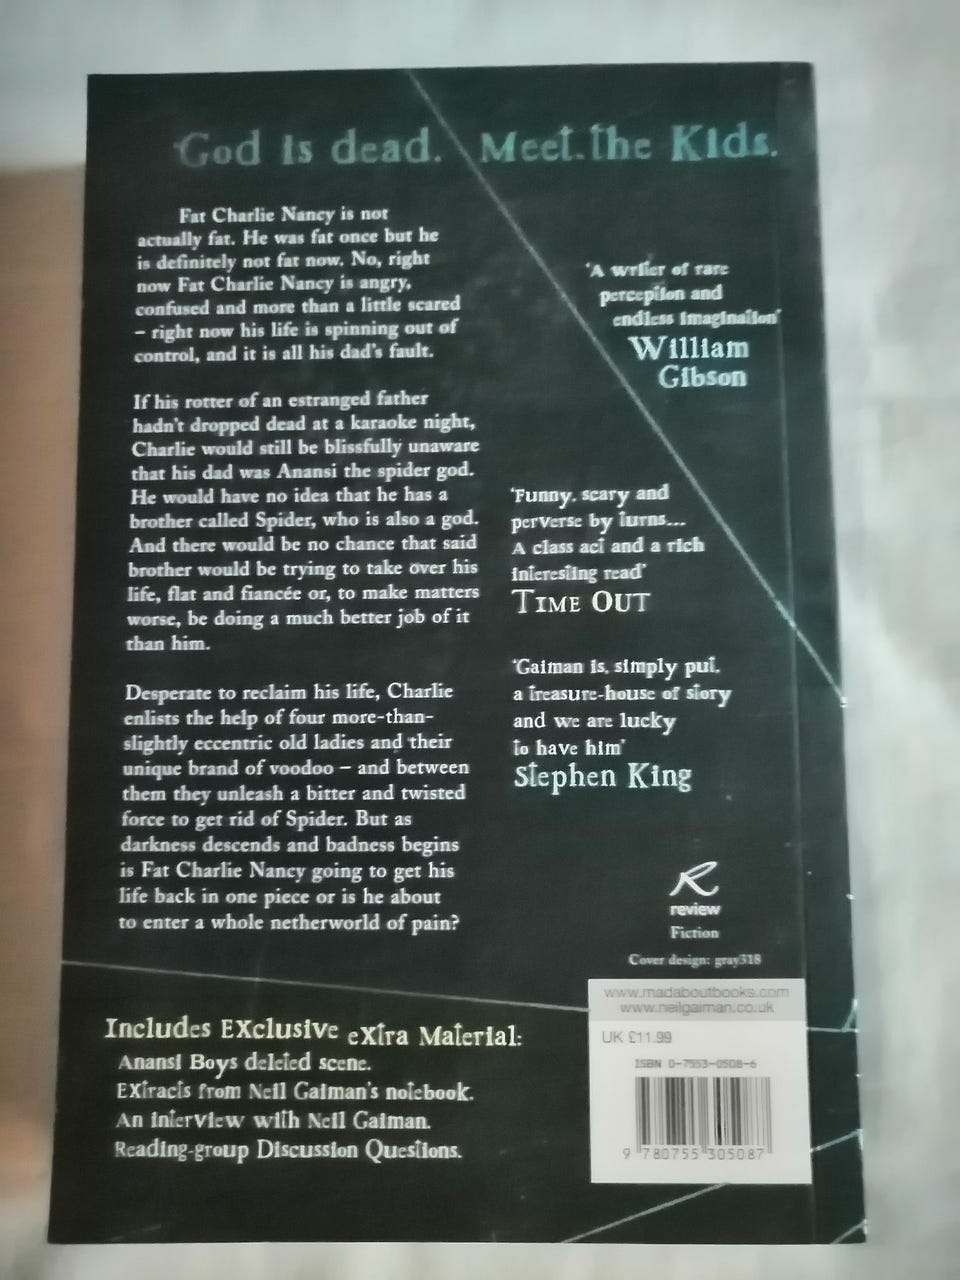 God is dead. Meet the Kids.
Fat Charlie Nancy is not
actually fat. He was fat once but he
is definitely not fat now. No, right
now Fat Charlie Nancy is angry,
confused and more than a little scared
– right now his life is spinning out of
control, and it is all his dad's fault.
If his rotter of an estranged father
hadn't dropped dead at a karaoke night,
Charlie would still be blissfully unaware
that his dad was Anansi the spider god.
He would have no idea that he has a
brother called Spider, who is also a god.
And there would be no chance that said
brother would be trying to take over his
life, flat and fiancée or, to make matters
worse, be doing a much better job of it
than him.
Desperate to reclaim his life, Charlie
enlists the help of four more-than-
slightly eccentric old ladies and their
unique brand of voodoo – and between
them they unleash a bitter and twisted
force to get rid of Spider. But as
darkness descends and badness begins
is Fat Charlie Nancy going to get his
life back in one piece or is he about
to enter a whole netherworld of pain?
'A writer of rare
perception and
endless imagination'
William
Gibson
'Funny, scary and
perverse by turns...
A class act and a rich
interesting read'
TIME OUT
'Gaiman is, simply put,
a treasure-house of story
and we are lucky
to have him'
Stephen King
R
review
Fiction
Cover design: gray318
Includes EXclusive eXtra Material:
Anansi Boys deleted scene.
EXtracts from Neil Gaiman's notebook.
An interview with Neil Gaiman.
Reading-group Discussion Questions.
www.madaboutbooks.com
www.neilgaiman.co.uk
UK £11.99
ISBN 0-7553-0508-6
9 780755 305087